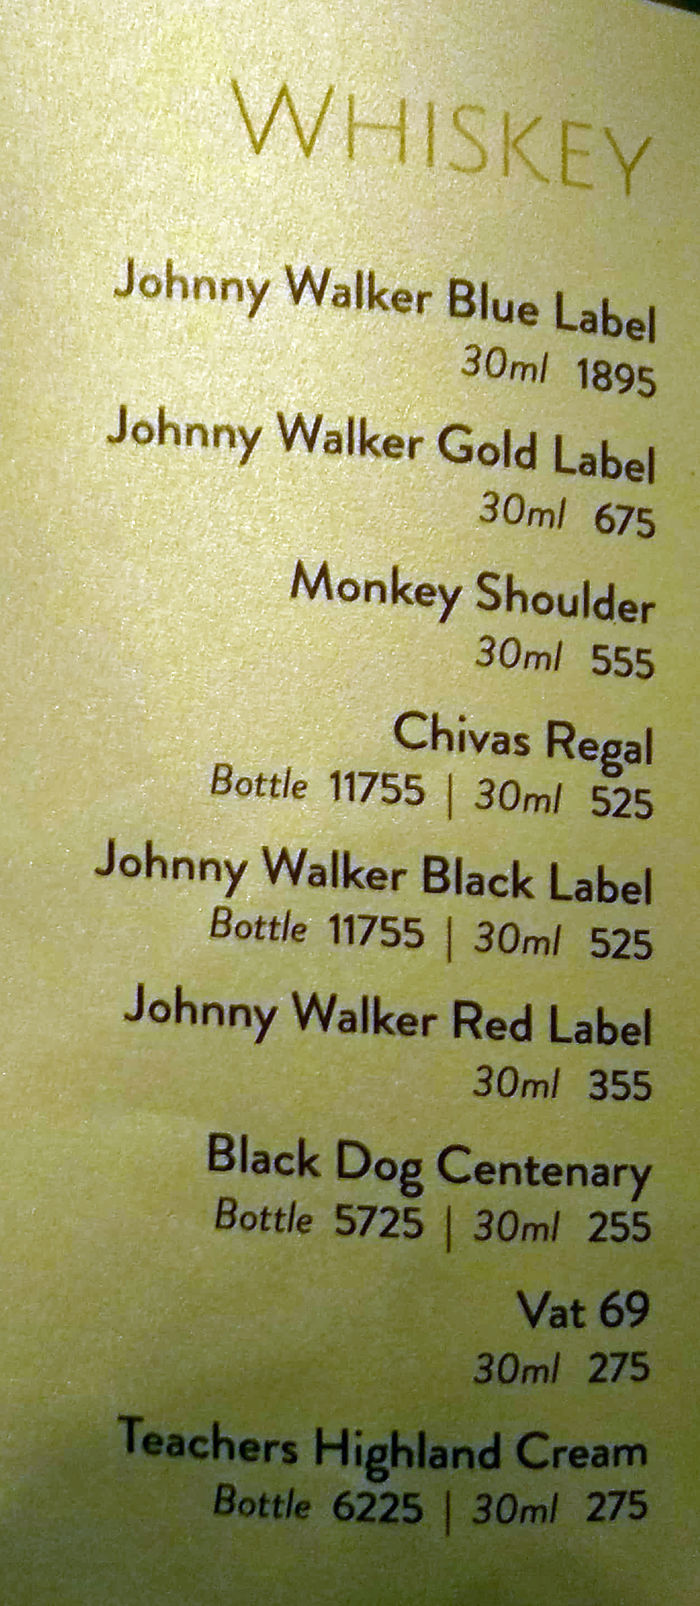 WHISKEY
Johnny Walker Blue Label
30ml 1895
Johnny Walker Gold Label
30ml 675
Monkey Shoulder
30ml 555
Chivas Regal
Bottle 11755 | 30ml 525
Johnny Walker Black Label
Bottle 11755 | 30ml 525
Johnny Walker Red Label
30ml 355
Black Dog Centenary
Bottle 5725 | 30ml 255
Vat 69
30ml 275
Teachers Highland Cream
Bottle 6225 | 30ml 275